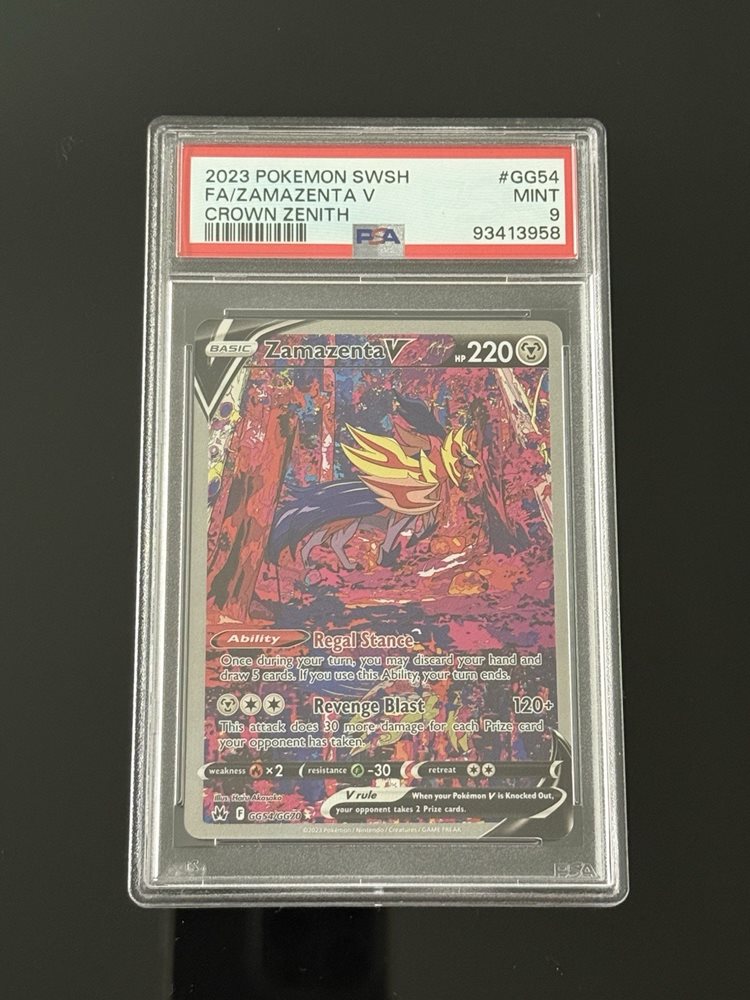 2023 POKEMON SWSH #GG54
FA/ZAMAZENTA V MINT
CROWN ZENITH 9
PSA 93413958
BASIC Zamazenta V HP 220
Ability Regal Stance
Once during your turn, you may discard your hand and
draw 5 cards. If you use this Ability, your turn ends.
Revenge Blast 120+
This attack does 30 more damage for each Prize card
your opponent has taken.
weakness ×2 resistance -30 retreat
V rule When your Pokémon V is Knocked Out,
your opponent takes 2 Prize cards.
Illus.
F GG54/GG70
©2023 Pokémon / Nintendo / Creatures / GAME FREAK
PSA